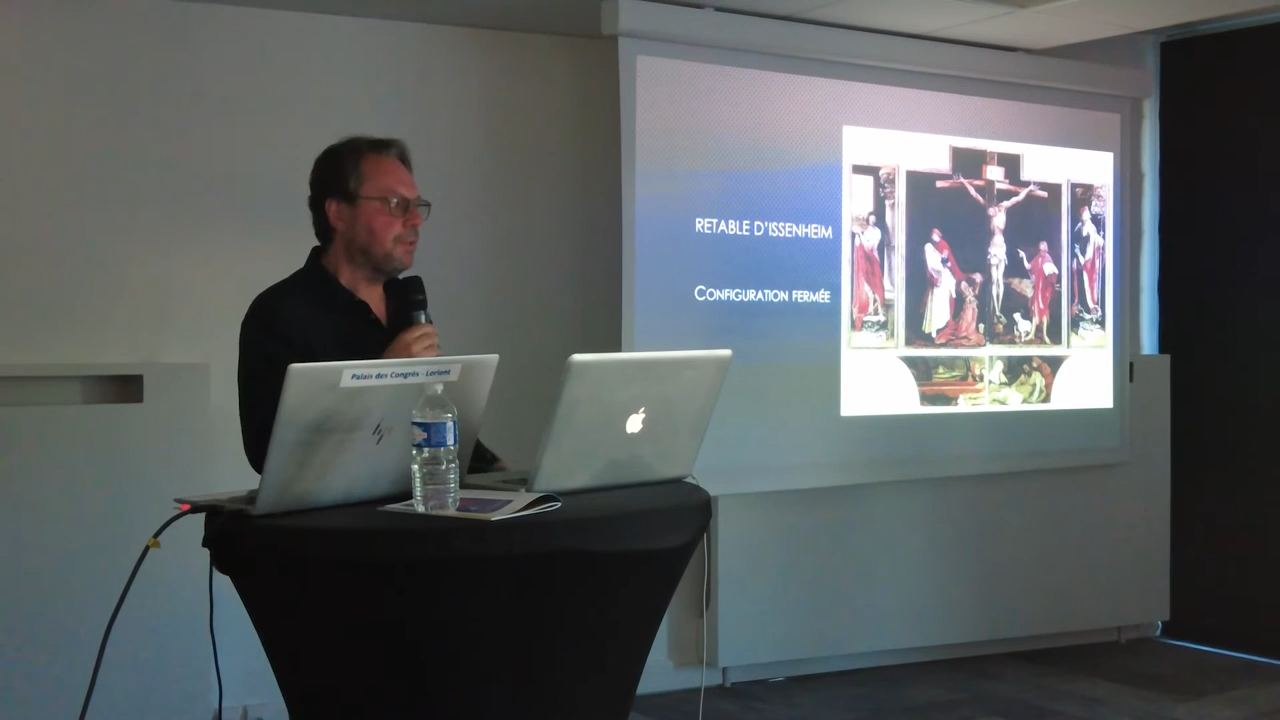 RETABLE D'ISSENHEIM
CONFIGURATION FERMÉE
Palais des Congrès - Lorient